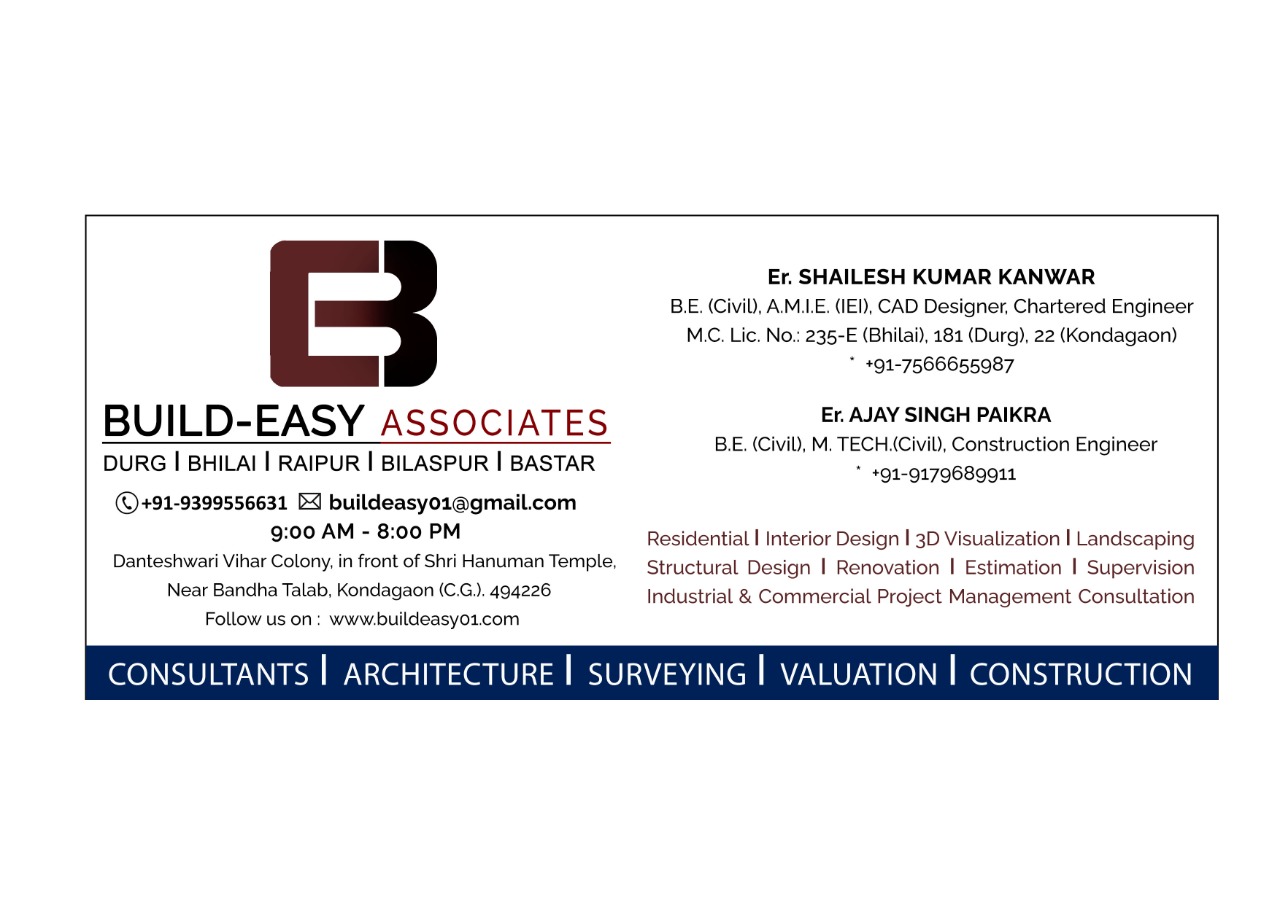 EB
BUILD-EASY ASSOCIATES
DURG | BHILAI | RAIPUR | BILASPUR | BASTAR
+91-9399556631 buildeasy01@gmail.com
9:00 AM - 8:00 PM
Danteshwari Vihar Colony, in front of Shri Hanuman Temple,
Near Bandha Talab, Kondagaon (C.G.). 494226
Follow us on : www.buildeasy01.com
Er. SHAILESH KUMAR KANWAR
B.E. (Civil), A.M.I.E. (IEI), CAD Designer, Chartered Engineer
M.C. Lic. No.: 235-E (Bhilai), 181 (Durg), 22 (Kondagaon)
* +91-7566655987
Er. AJAY SINGH PAIKRA
B.E. (Civil), M. TECH.(Civil), Construction Engineer
* +91-9179689911
Residential | Interior Design | 3D Visualization | Landscaping
Structural Design | Renovation | Estimation | Supervision
Industrial & Commercial Project Management Consultation
CONSULTANTS | ARCHITECTURE | SURVEYING | VALUATION | CONSTRUCTION